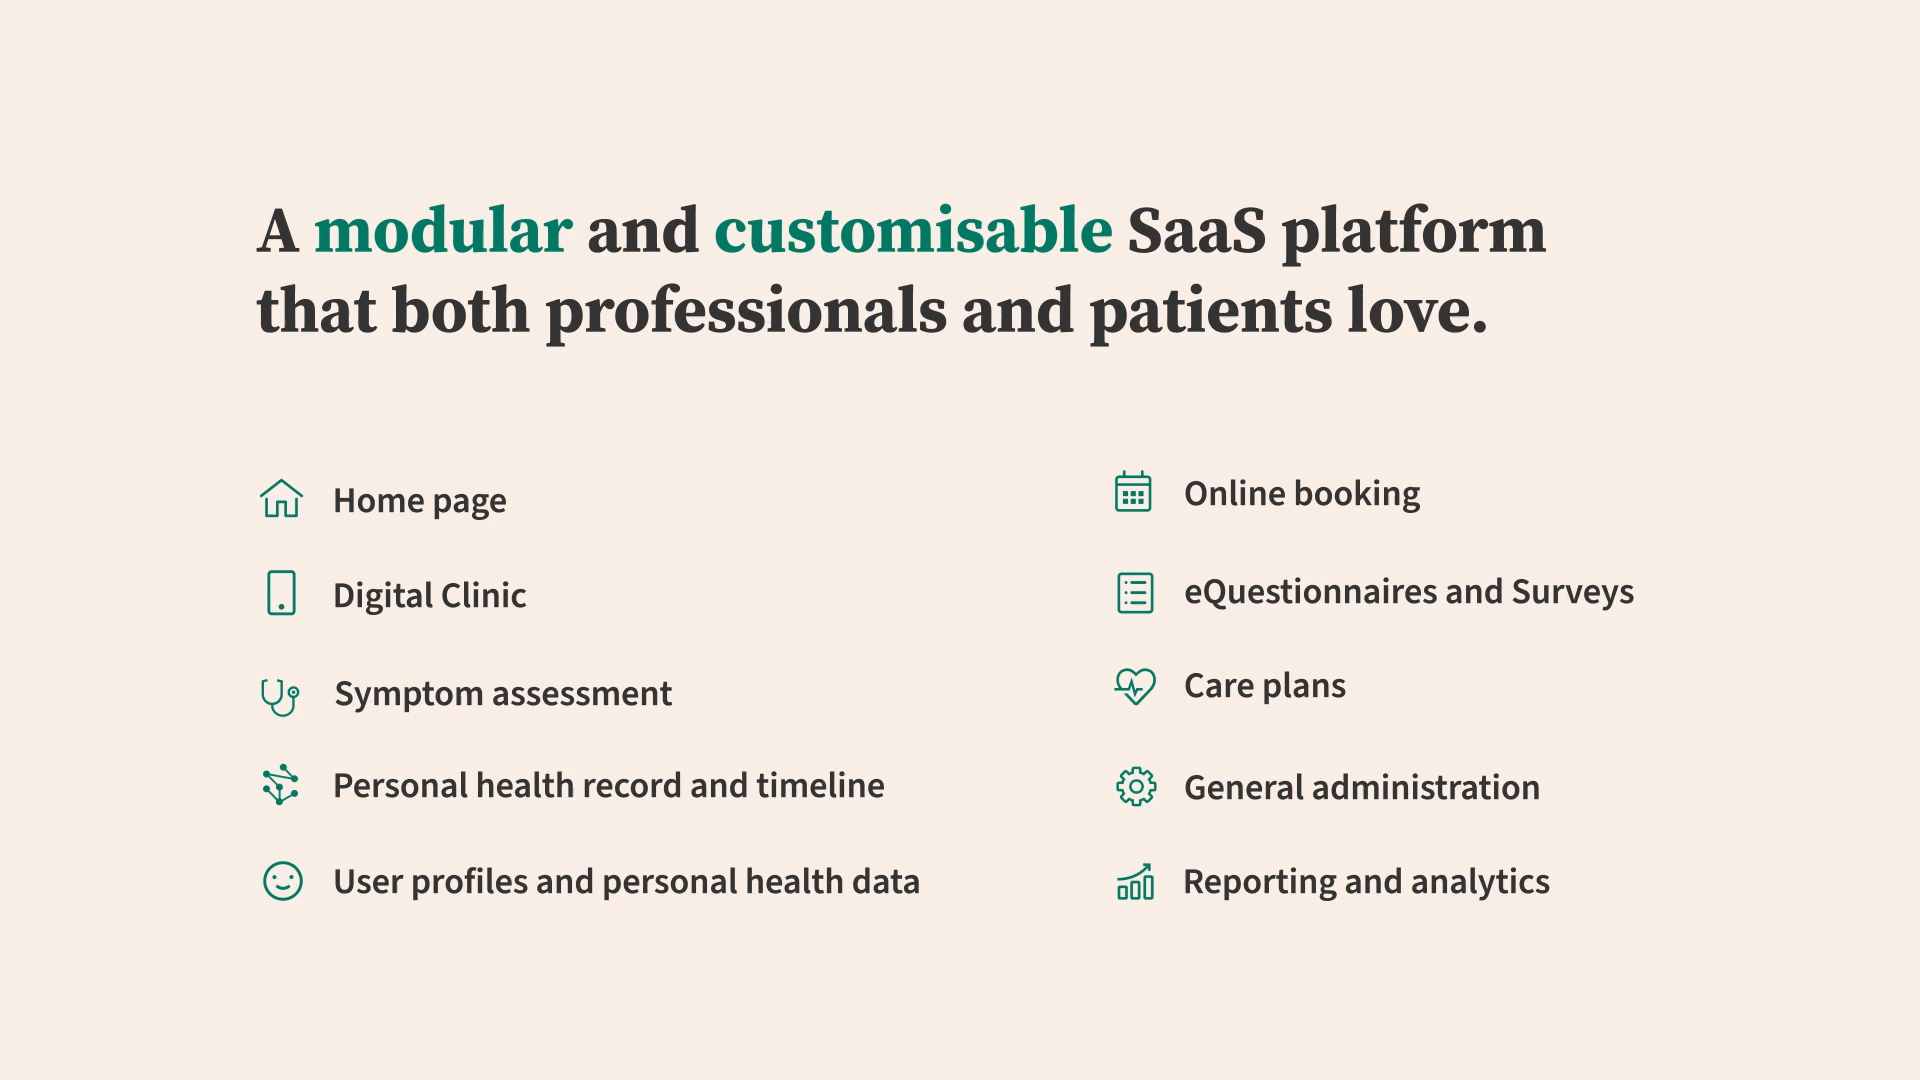 A modular and customisable SaaS platform
that both professionals and patients love.
Home page
Digital Clinic
Symptom assessment
Personal health record and timeline
User profiles and personal health data
Online booking
eQuestionnaires and Surveys
Care plans
General administration
Reporting and analytics